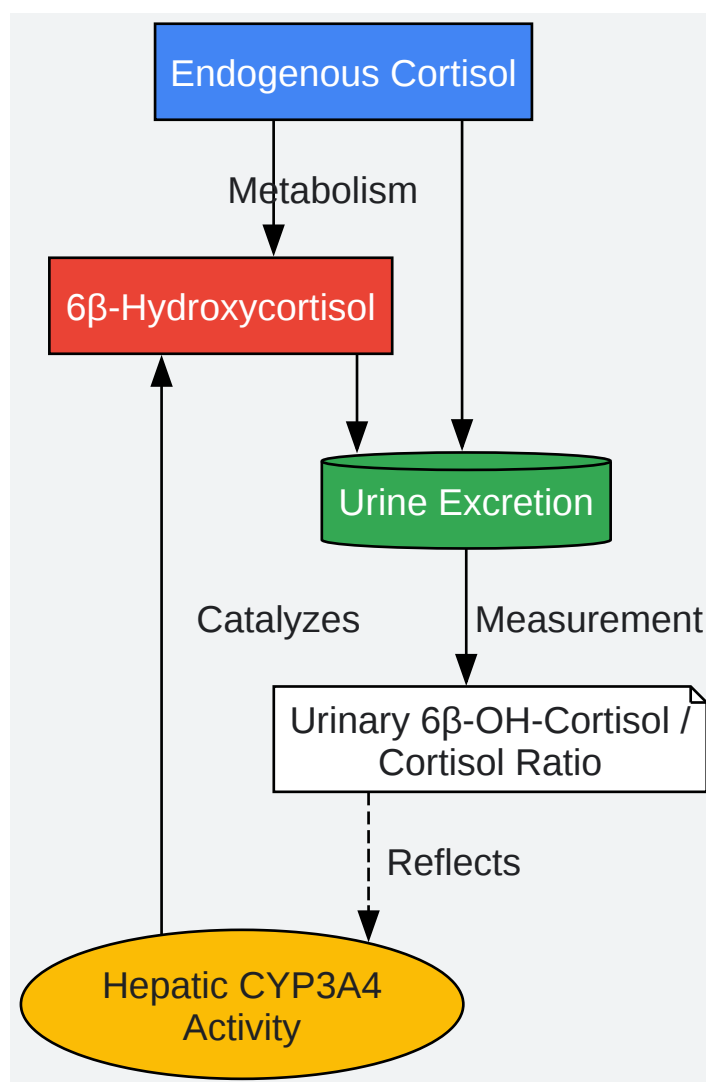 Endogenous Cortisol
Metabolism
6β-Hydroxycortisol
Urine Excretion
Catalyzes
Measurement
Urinary 6β-OH-Cortisol /
Cortisol Ratio
Reflects
Hepatic CYP3A4
Activity